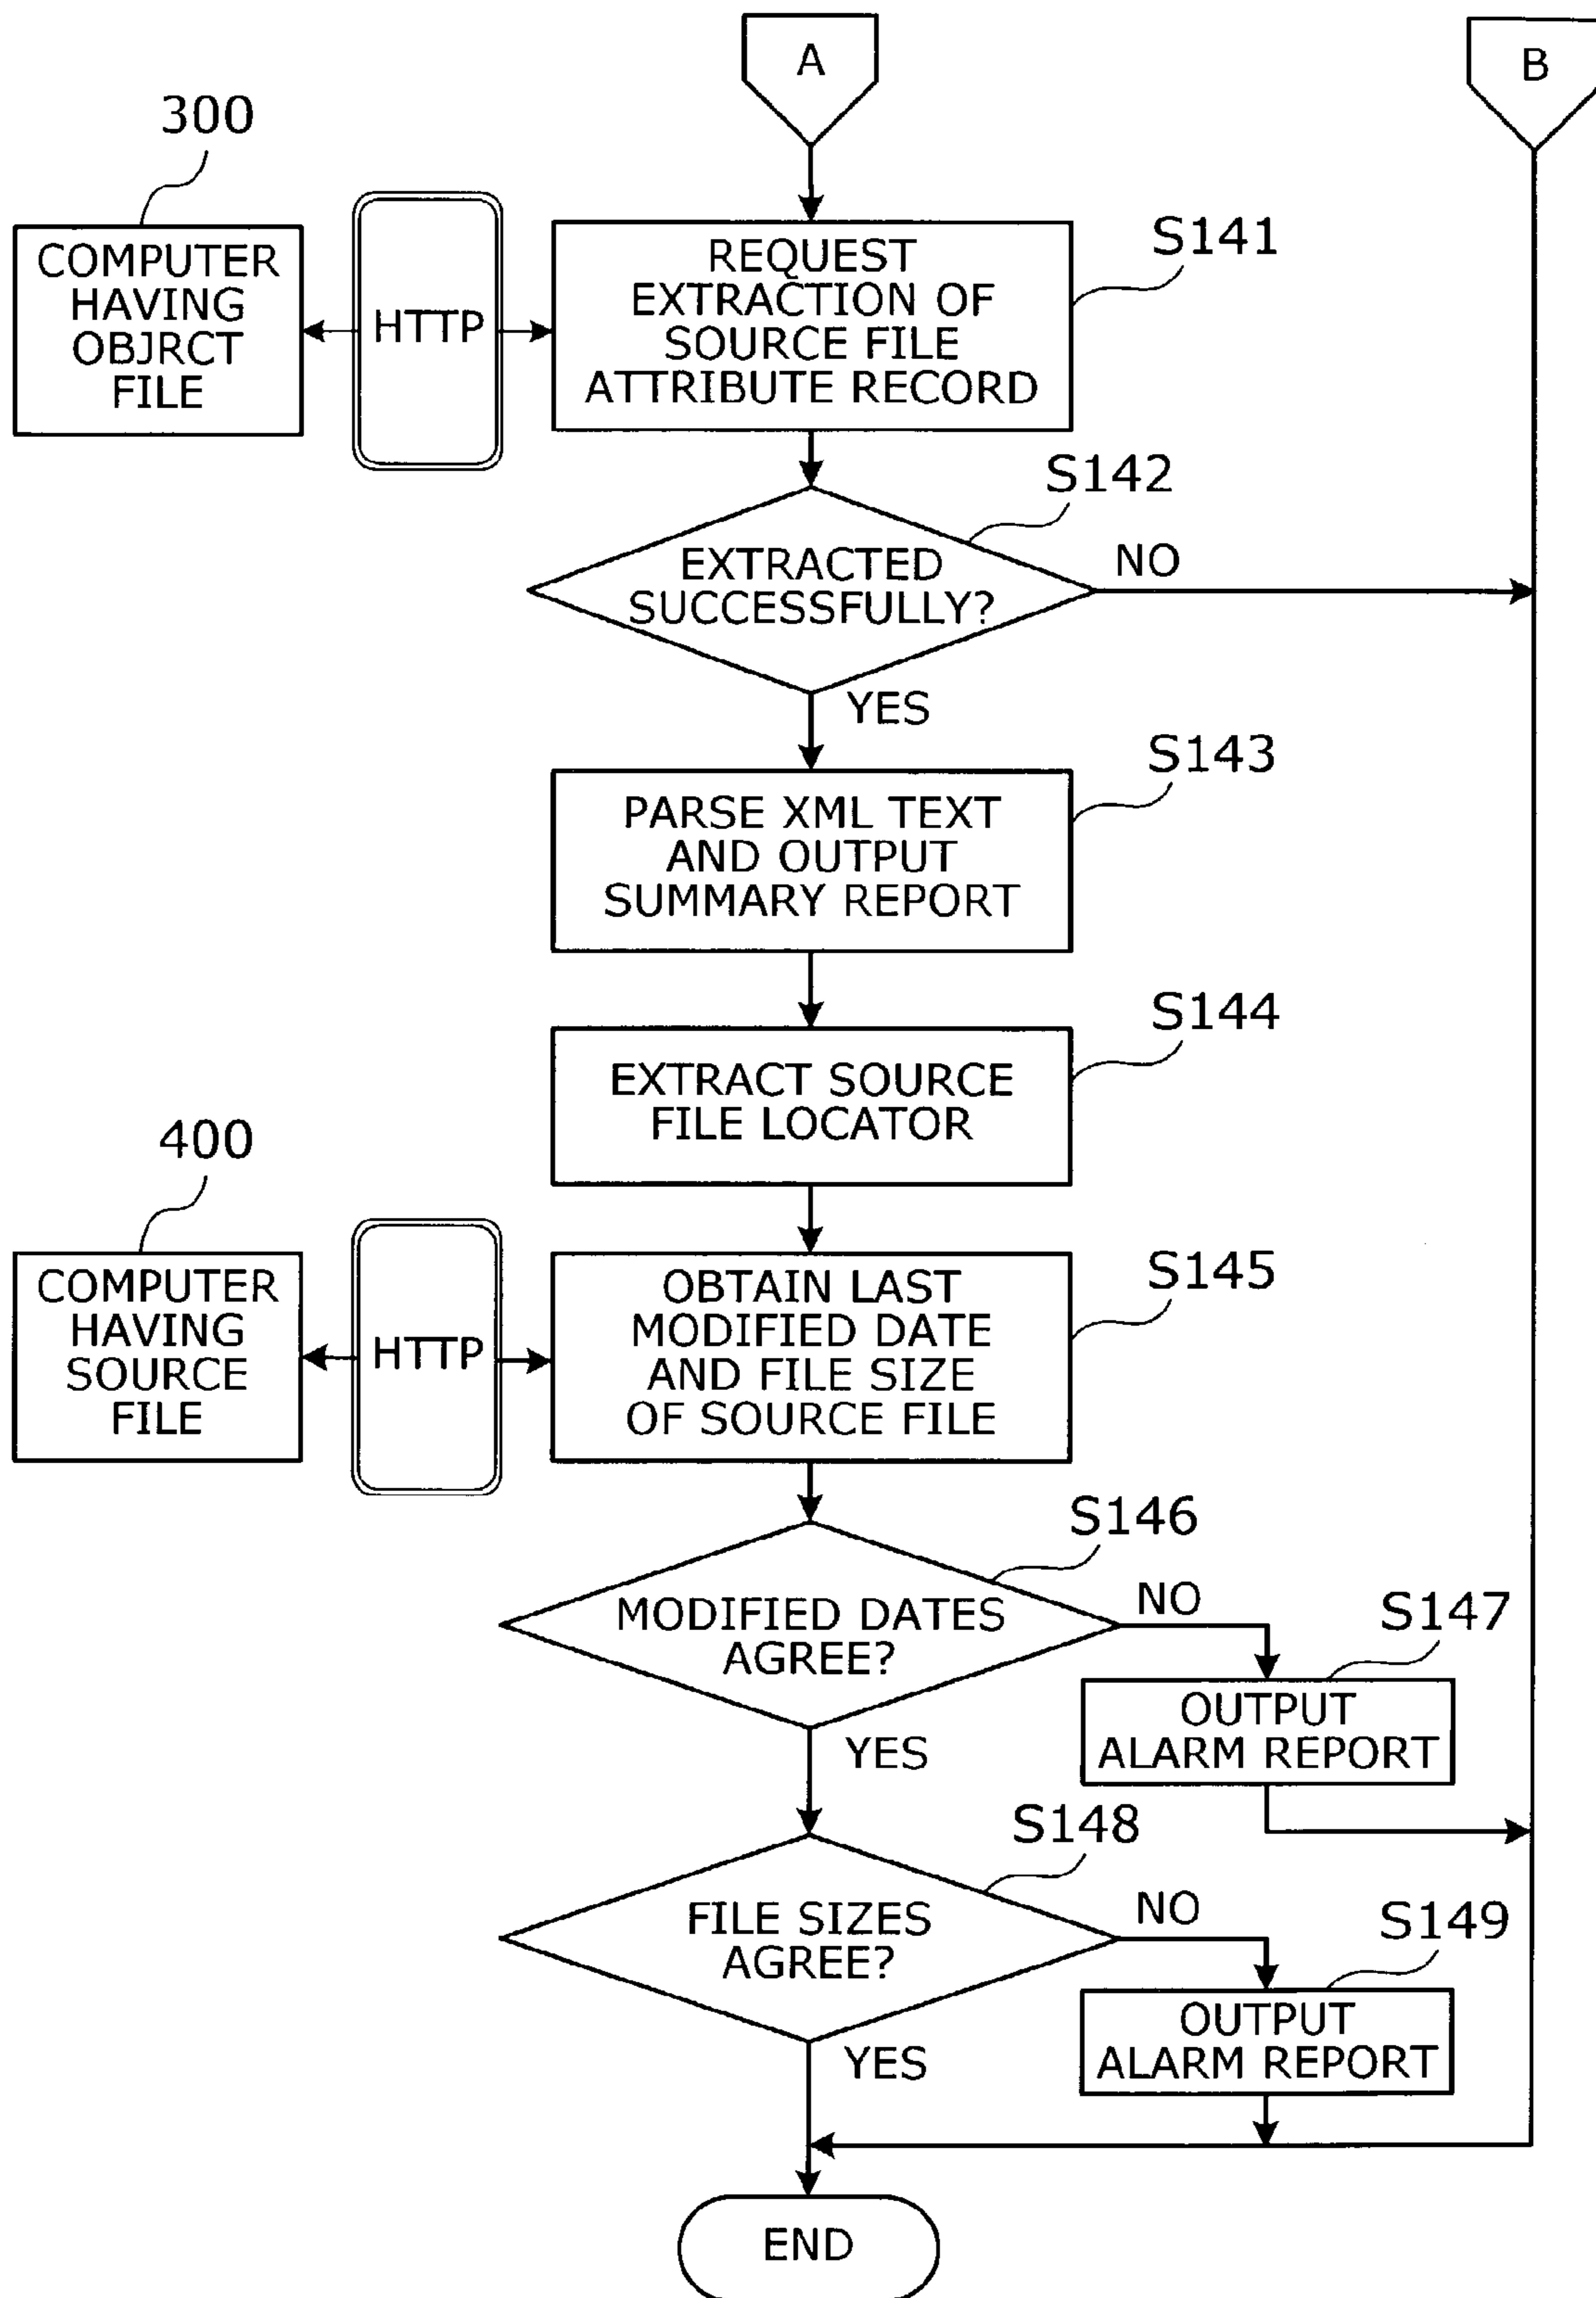 A
B
300
COMPUTER
HAVING
OBJRCT
FILE
HTTP
REQUEST
EXTRACTION OF
SOURCE FILE
ATTRIBUTE RECORD
S141
S142
EXTRACTED
SUCCESSFULLY?
NO
YES
S143
PARSE XML TEXT
AND OUTPUT
SUMMARY REPORT
S144
EXTRACT SOURCE
FILE LOCATOR
400
COMPUTER
HAVING
SOURCE
FILE
HTTP
OBTAIN LAST
MODIFIED DATE
AND FILE SIZE
OF SOURCE FILE
S145
S146
MODIFIED DATES
AGREE?
NO
S147
OUTPUT
ALARM REPORT
YES
S148
FILE SIZES
AGREE?
NO
S149
OUTPUT
ALARM REPORT
YES
END